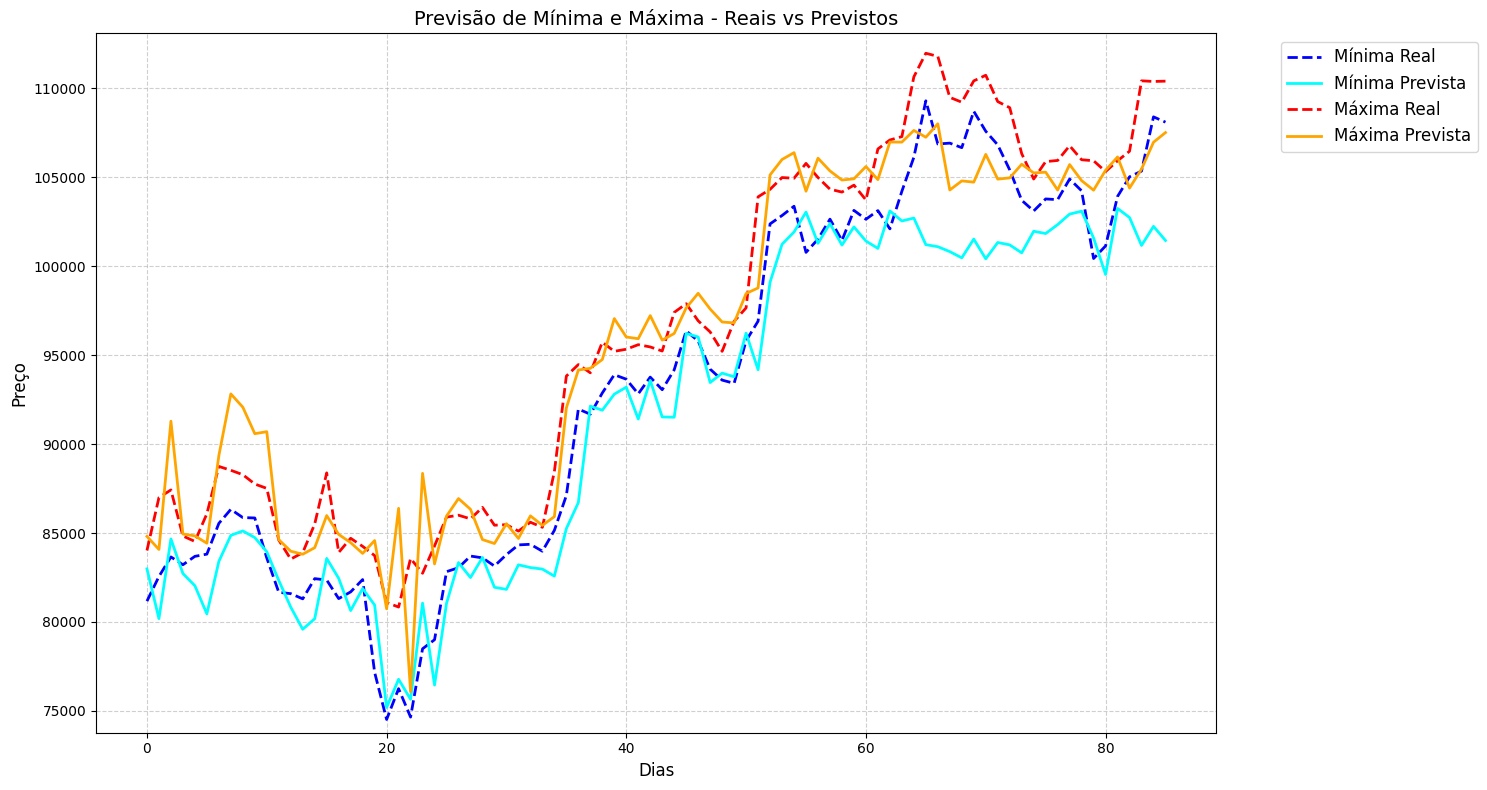 Previsão de Mínima e Máxima - Reais vs Previstos
Mínima Real
Mínima Prevista
Máxima Real
Máxima Prevista
Preço
110000
105000
100000
95000
90000
85000
80000
75000
0 20 40 60 80
Dias